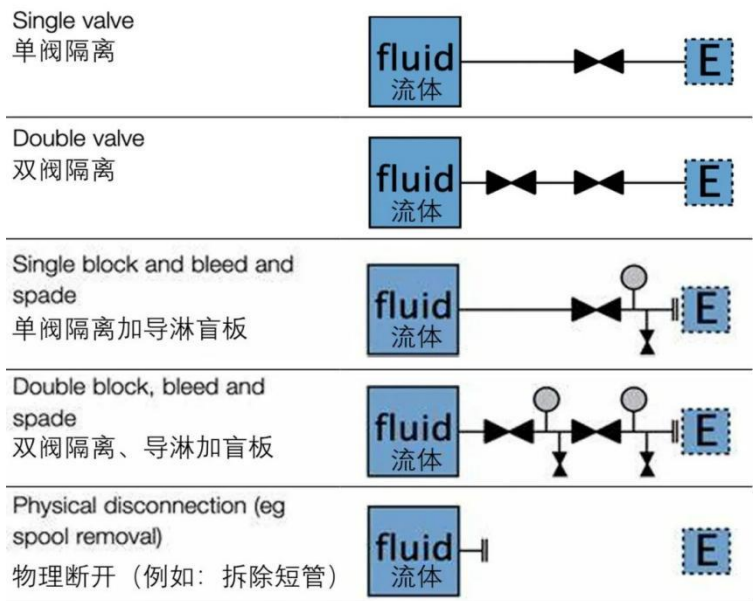 Single valve
单阀隔离
fluid
流体
E
Double valve
双阀隔离
fluid
流体
E
Single block and bleed and
spade
单阀隔离加导淋盲板
fluid
流体
E
Double block, bleed and
spade
双阀隔离、导淋加盲板
fluid
流体
E
Physical disconnection (eg
spool removal)
物理断开（例如：拆除短管）
fluid
流体
E